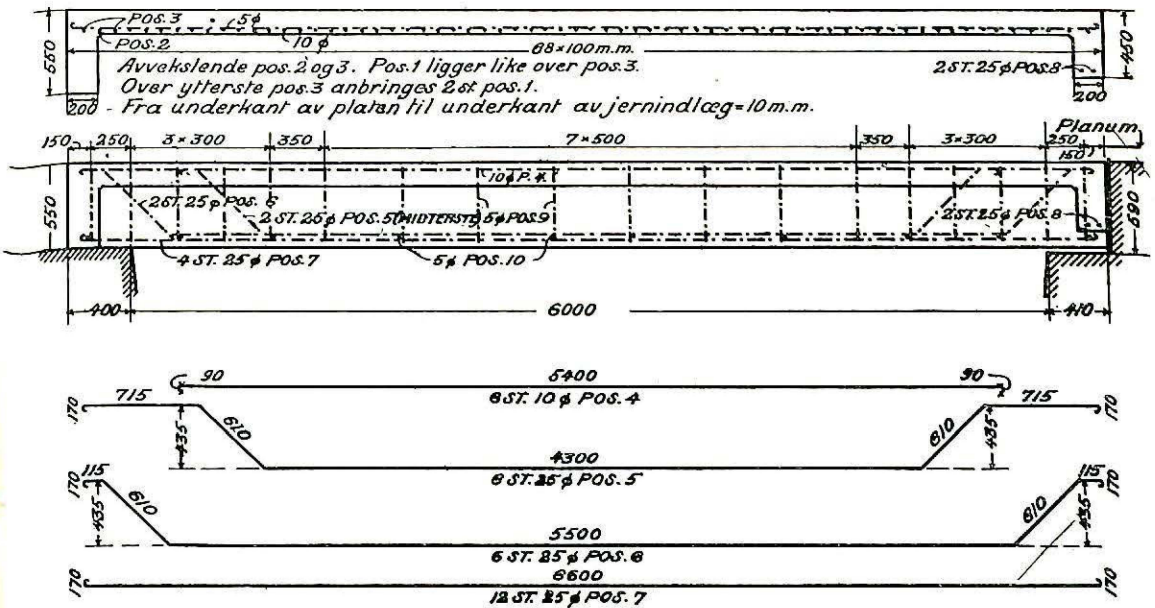 POS.3 5φ
POS.2 10φ
68×100 m.m.
550
450
Avvekslende pos.2 og 3. Pos.1 ligger like over pos.3.
2 ST. 25φ POS.8
Over ytterste pos.3 anbringes 2 st. pos.1.
200 - Fra underkant av platen til underkant av jernindlæg = 10 m.m.
200
150 250 3×300 350 7×500 350 3×300 250 Planum
150
10φ P.4.
550
2 ST. 25φ POS. 6
2 ST. 25φ POS.5 (MIDTERSTE) 5φ POS.9
2 ST. 25φ POS.8
590
4 ST. 25φ POS.7 5φ POS.10
400 6000 410
90 5400 90
6 ST. 10φ POS.4
170 715 715 170
435 610 610 435
4300
6 ST. 25φ POS.5
170 115 115 170
435 610 610 435
5500
6 ST. 25φ POS.6
170 6600 170
12 ST. 25φ POS.7